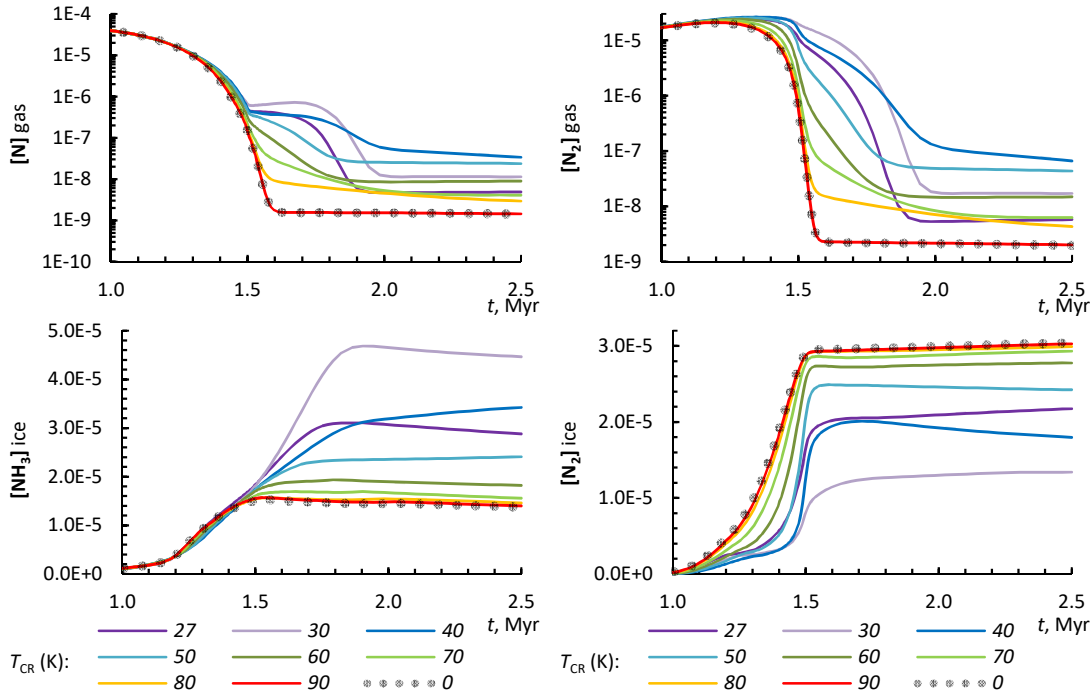 1E-4
1E-5
1E-6
1E-7
1E-8
1E-9
1E-10
[N] gas
1.0 1.5 2.0 2.5
t, Myr
1E-5
1E-6
1E-7
1E-8
1E-9
[N2] gas
1.0 1.5 2.0 2.5
t, Myr
5.0E-5
4.0E-5
3.0E-5
2.0E-5
1.0E-5
0.0E+0
[NH3] ice
1.0 1.5 2.0 2.5
t, Myr
3.0E-5
2.0E-5
1.0E-5
0.0E+0
[N2] ice
1.0 1.5 2.0 2.5
t, Myr
27 30 40
TCR (K): 50 60 70
80 90 0
27 30 40
TCR (K): 50 60 70
80 90 0